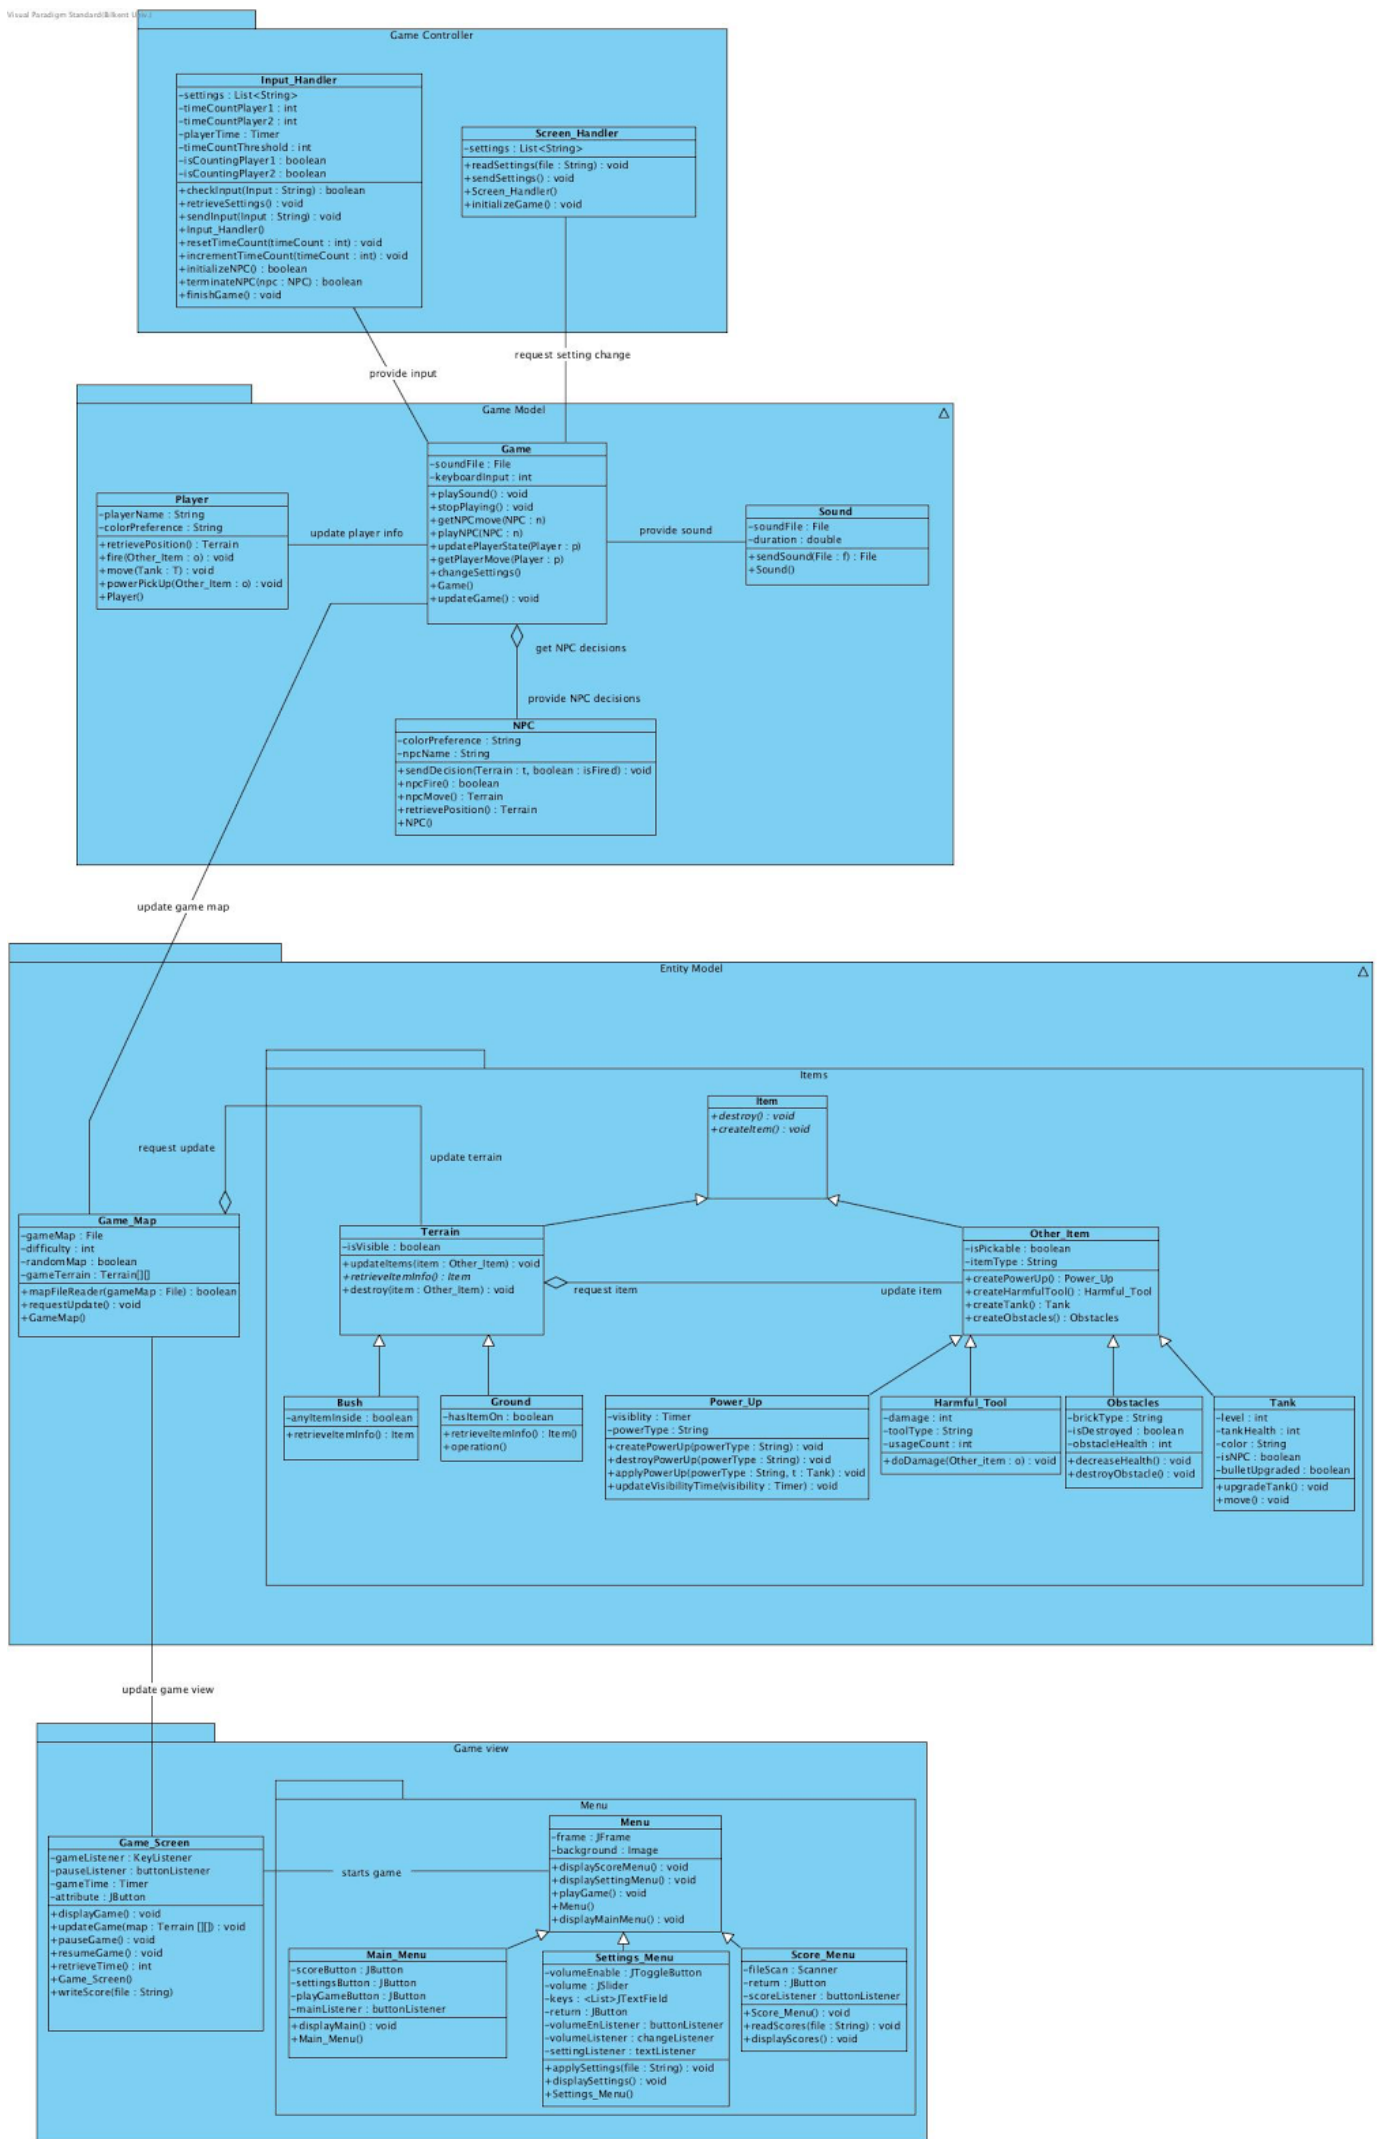 Visual Paradigm Standard(Bilkent Univ.)
Game Controller
Input_Handler
-settings : List<String>
-timeCountPlayer1 : int
-timeCountPlayer2 : int
-playerTime : Timer
-timeCountThreshold : int
-isCountingPlayer1 : boolean
-isCountingPlayer2 : boolean
+checkInput(Input : String) : boolean
+retrieveSettings() : void
+sendInput(Input : String) : void
+Input_Handler()
+resetTimeCount(timeCount : int) : void
+incrementTimeCount(timeCount : int) : void
+initializeNPC() : boolean
+terminateNPC(npc : NPC) : boolean
+finishGame() : void
Screen_Handler
-settings : List<String>
+readSettings(file : String) : void
+sendSettings() : void
+Screen_Handler()
+initializeGame() : void
request setting change
provide input
Game Model
Game
-soundFile : File
-keyboardInput : int
+playSound() : void
+stopPlaying() : void
+getNPCmove(NPC : n)
+playNPC(NPC : n)
+updatePlayerState(Player : p)
+getPlayerMove(Player : p)
+changeSettings()
+Game()
+updateGame() : void
Player
-playerName : String
-colorPreference : String
+retrievePosition() : Terrain
+fire(Other_Item : o) : void
+move(Tank : T) : void
+powerPickUp(Other_Item : o) : void
+Player()
update player info
provide sound
Sound
-soundFile : File
-duration : double
+sendSound(File : f) : File
+Sound()
get NPC decisions
provide NPC decisions
NPC
-colorPreference : String
-npcName : String
+sendDecision(Terrain : t, boolean : isFired) : void
+npcFire() : boolean
+npcMove() : Terrain
+retrievePosition() : Terrain
+NPC()
update game map
Entity Model
Items
Item
+destroy() : void
+createItem() : void
request update
update terrain
Game_Map
-gameMap : File
-difficulty : int
-randomMap : boolean
-gameTerrain : Terrain[][]
+mapFileReader(gameMap : File) : boolean
+requestUpdate() : void
+GameMap()
Terrain
-isVisible : boolean
+updateItems(item : Other_Item) : void
+retrieveItemInfo() : Item
+destroy(item : Other_Item) : void
request item
update item
Other_Item
-isPickable : boolean
-itemType : String
+createPowerUp() : Power_Up
+createHarmfulTool() : Harmful_Tool
+createTank() : Tank
+createObstacles() : Obstacles
Bush
-anyItemInside : boolean
+retrieveItemInfo() : Item
Ground
-hasItemOn : boolean
+retrieveItemInfo() : Item()
+operation()
Power_Up
-visiblity : Timer
-powerType : String
+createPowerUp(powerType : String) : void
+destroyPowerUp(powerType : String) : void
+applyPowerUp(powerType : String, t : Tank) : void
+updateVisibilityTime(visibility : Timer) : void
Harmful_Tool
-damage : int
-toolType : String
-usageCount : int
+doDamage(Other_item : o) : void
Obstacles
-brickType : String
-isDestroyed : boolean
-obstacleHealth : int
+decreaseHealth() : void
+destroyObstacle() : void
Tank
-level : int
-tankHealth : int
-color : String
-isNPC : boolean
-bulletUpgraded : boolean
+upgradeTank() : void
+move() : void
update game view
Game view
Menu
Game_Screen
-gameListener : KeyListener
-pauseListener : buttonListener
-gameTime : Timer
-attribute : JButton
+displayGame() : void
+updateGame(map : Terrain [][]) : void
+pauseGame() : void
+resumeGame() : void
+retrieveTime() : int
+Game_Screen()
+writeScore(file : String)
starts game
Menu
-frame : JFrame
-background : Image
+displayScoreMenu() : void
+displaySettingMenu() : void
+playGame() : void
+Menu()
+displayMainMenu() : void
Main_Menu
-scoreButton : JButton
-settingsButton : JButton
-playGameButton : JButton
-mainListener : buttonListener
+displayMain() : void
+Main_Menu()
Settings_Menu
-volumeEnable : JToggleButton
-volume : JSlider
-keys : <List>JTextField
-return : JButton
-volumeEnListener : buttonListener
-volumeListener : changeListener
-settingListener : textListener
+applySettings(file : String) : void
+displaySettings() : void
+Settings_Menu()
Score_Menu
-fileScan : Scanner
-return : JButton
-scoreListener : buttonListener
+Score_Menu() : void
+readScores(file : String) : void
+displayScores() : void